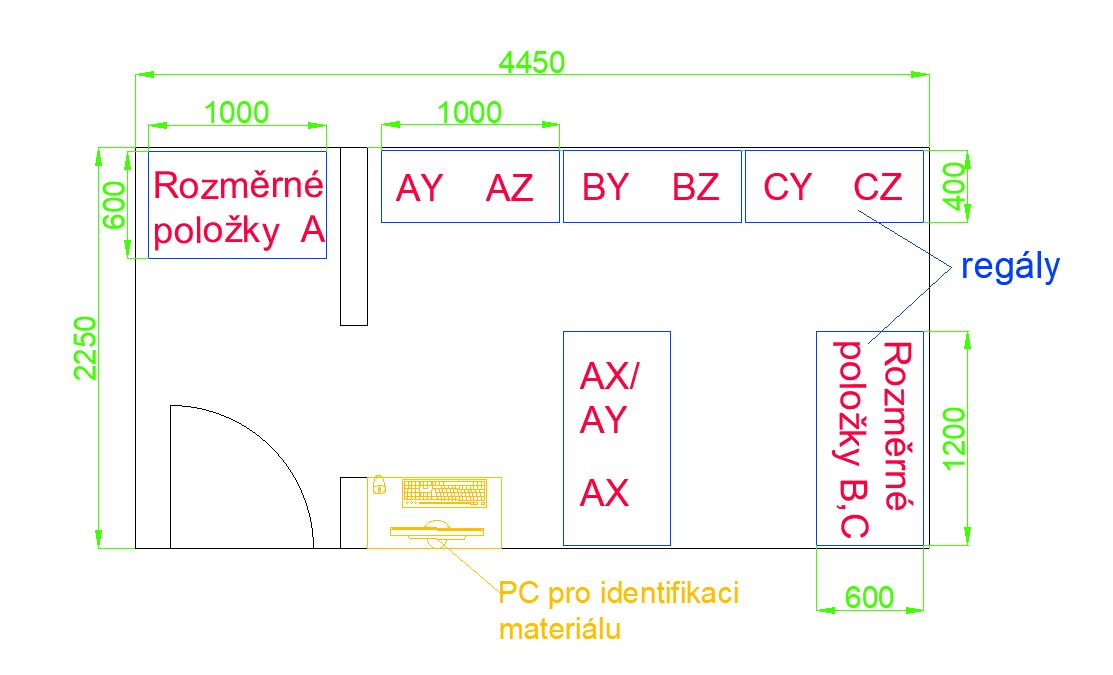 4450
1000
1000
600
Rozměrné
položky A
AY AZ
BY BZ
CY CZ
400
regály
2250
AX/
AY
AX
Rozměrné
položky B,C
1200
600
PC pro identifikaci
materiálu